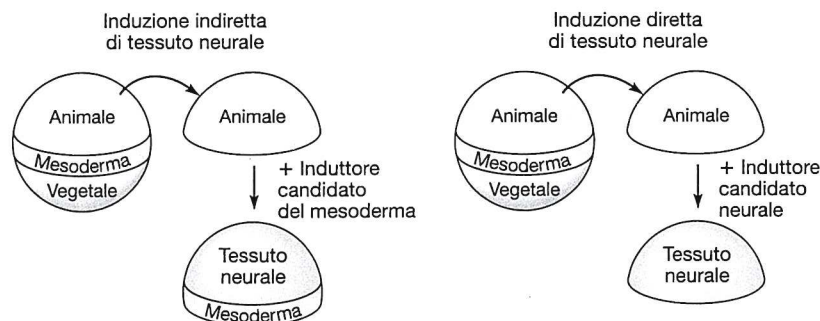 Induzione indiretta
di tessuto neurale
Animale
Mesoderma
Vegetale
Animale
+ Induttore
candidato
del mesoderma
Tessuto
neurale
Mesoderma
Induzione diretta
di tessuto neurale
Animale
Mesoderma
Vegetale
Animale
+ Induttore
candidato
neurale
Tessuto
neurale